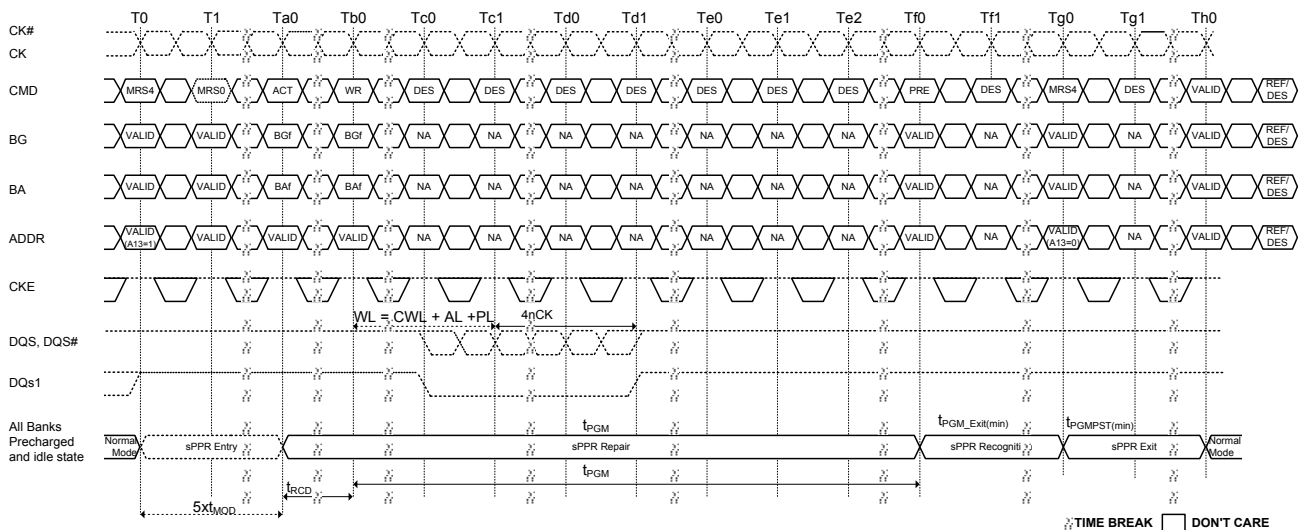 T0 T1 Ta0 Tb0 Tc0 Tc1 Td0 Td1 Te0 Te1 Te2 Tf0 Tf1 Tg0 Tg1 Th0
CK#
CK
CMD MRS4 MRS0 ACT WR DES DES DES DES DES DES DES PRE DES MRS4 DES VALID REF/
DES
BG VALID VALID BGf BGf NA NA NA NA NA NA NA VALID NA VALID NA VALID REF/
DES
BA VALID VALID BAf BAf NA NA NA NA NA NA NA VALID NA VALID NA VALID REF/
DES
ADDR VALID (A13=1) VALID VALID VALID NA NA NA NA NA NA NA VALID NA VALID (A13=0) NA VALID REF/
DES
CKE
WL = CWL + AL +PL 4nCK
DQS, DQS#
DQs1
All Banks
Precharged
and idle state
tPGM tPGM_Exit(min) tPGMPST(min)
Normal
Mode
sPPR Entry sPPR Repair sPPR Recogniti sPPR Exit
Normal
Mode
tRCD tPGM
5xtMOD
TIME BREAK DON'T CARE